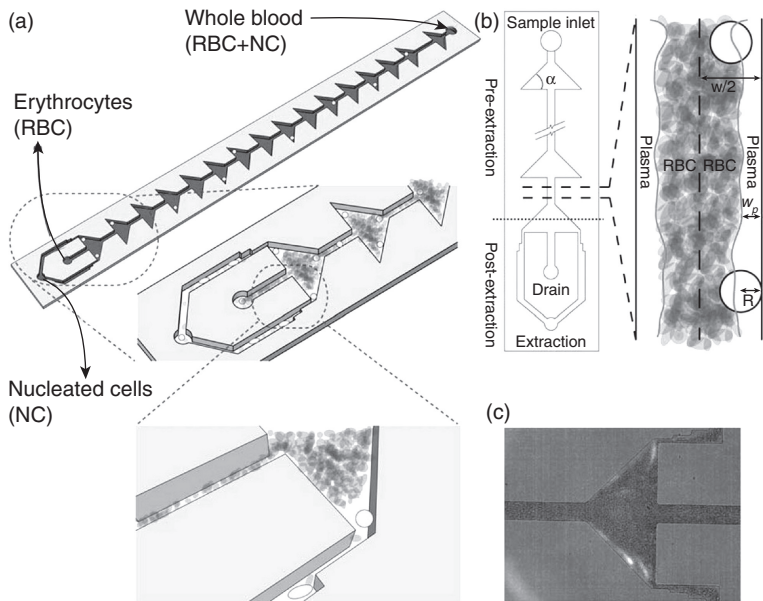 (a)
Whole blood
(RBC+NC)
Erythrocytes
(RBC)
Nucleated cells
(NC)
(b)
Sample inlet
α
Pre-extraction
Post-extraction
Drain
Extraction
Plasma
RBC
RBC
Plasma
w/2
wp
R
(c)